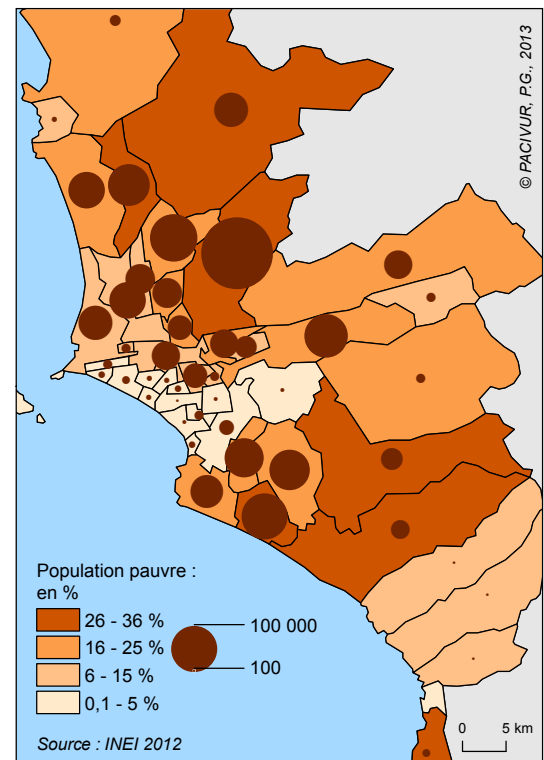 © PACIVUR, P.G., 2013
Population pauvre :
en %
26 - 36 %
16 - 25 %
6 - 15 %
0,1 - 5 %
100 000
100
0 5 km
Source : INEI 2012